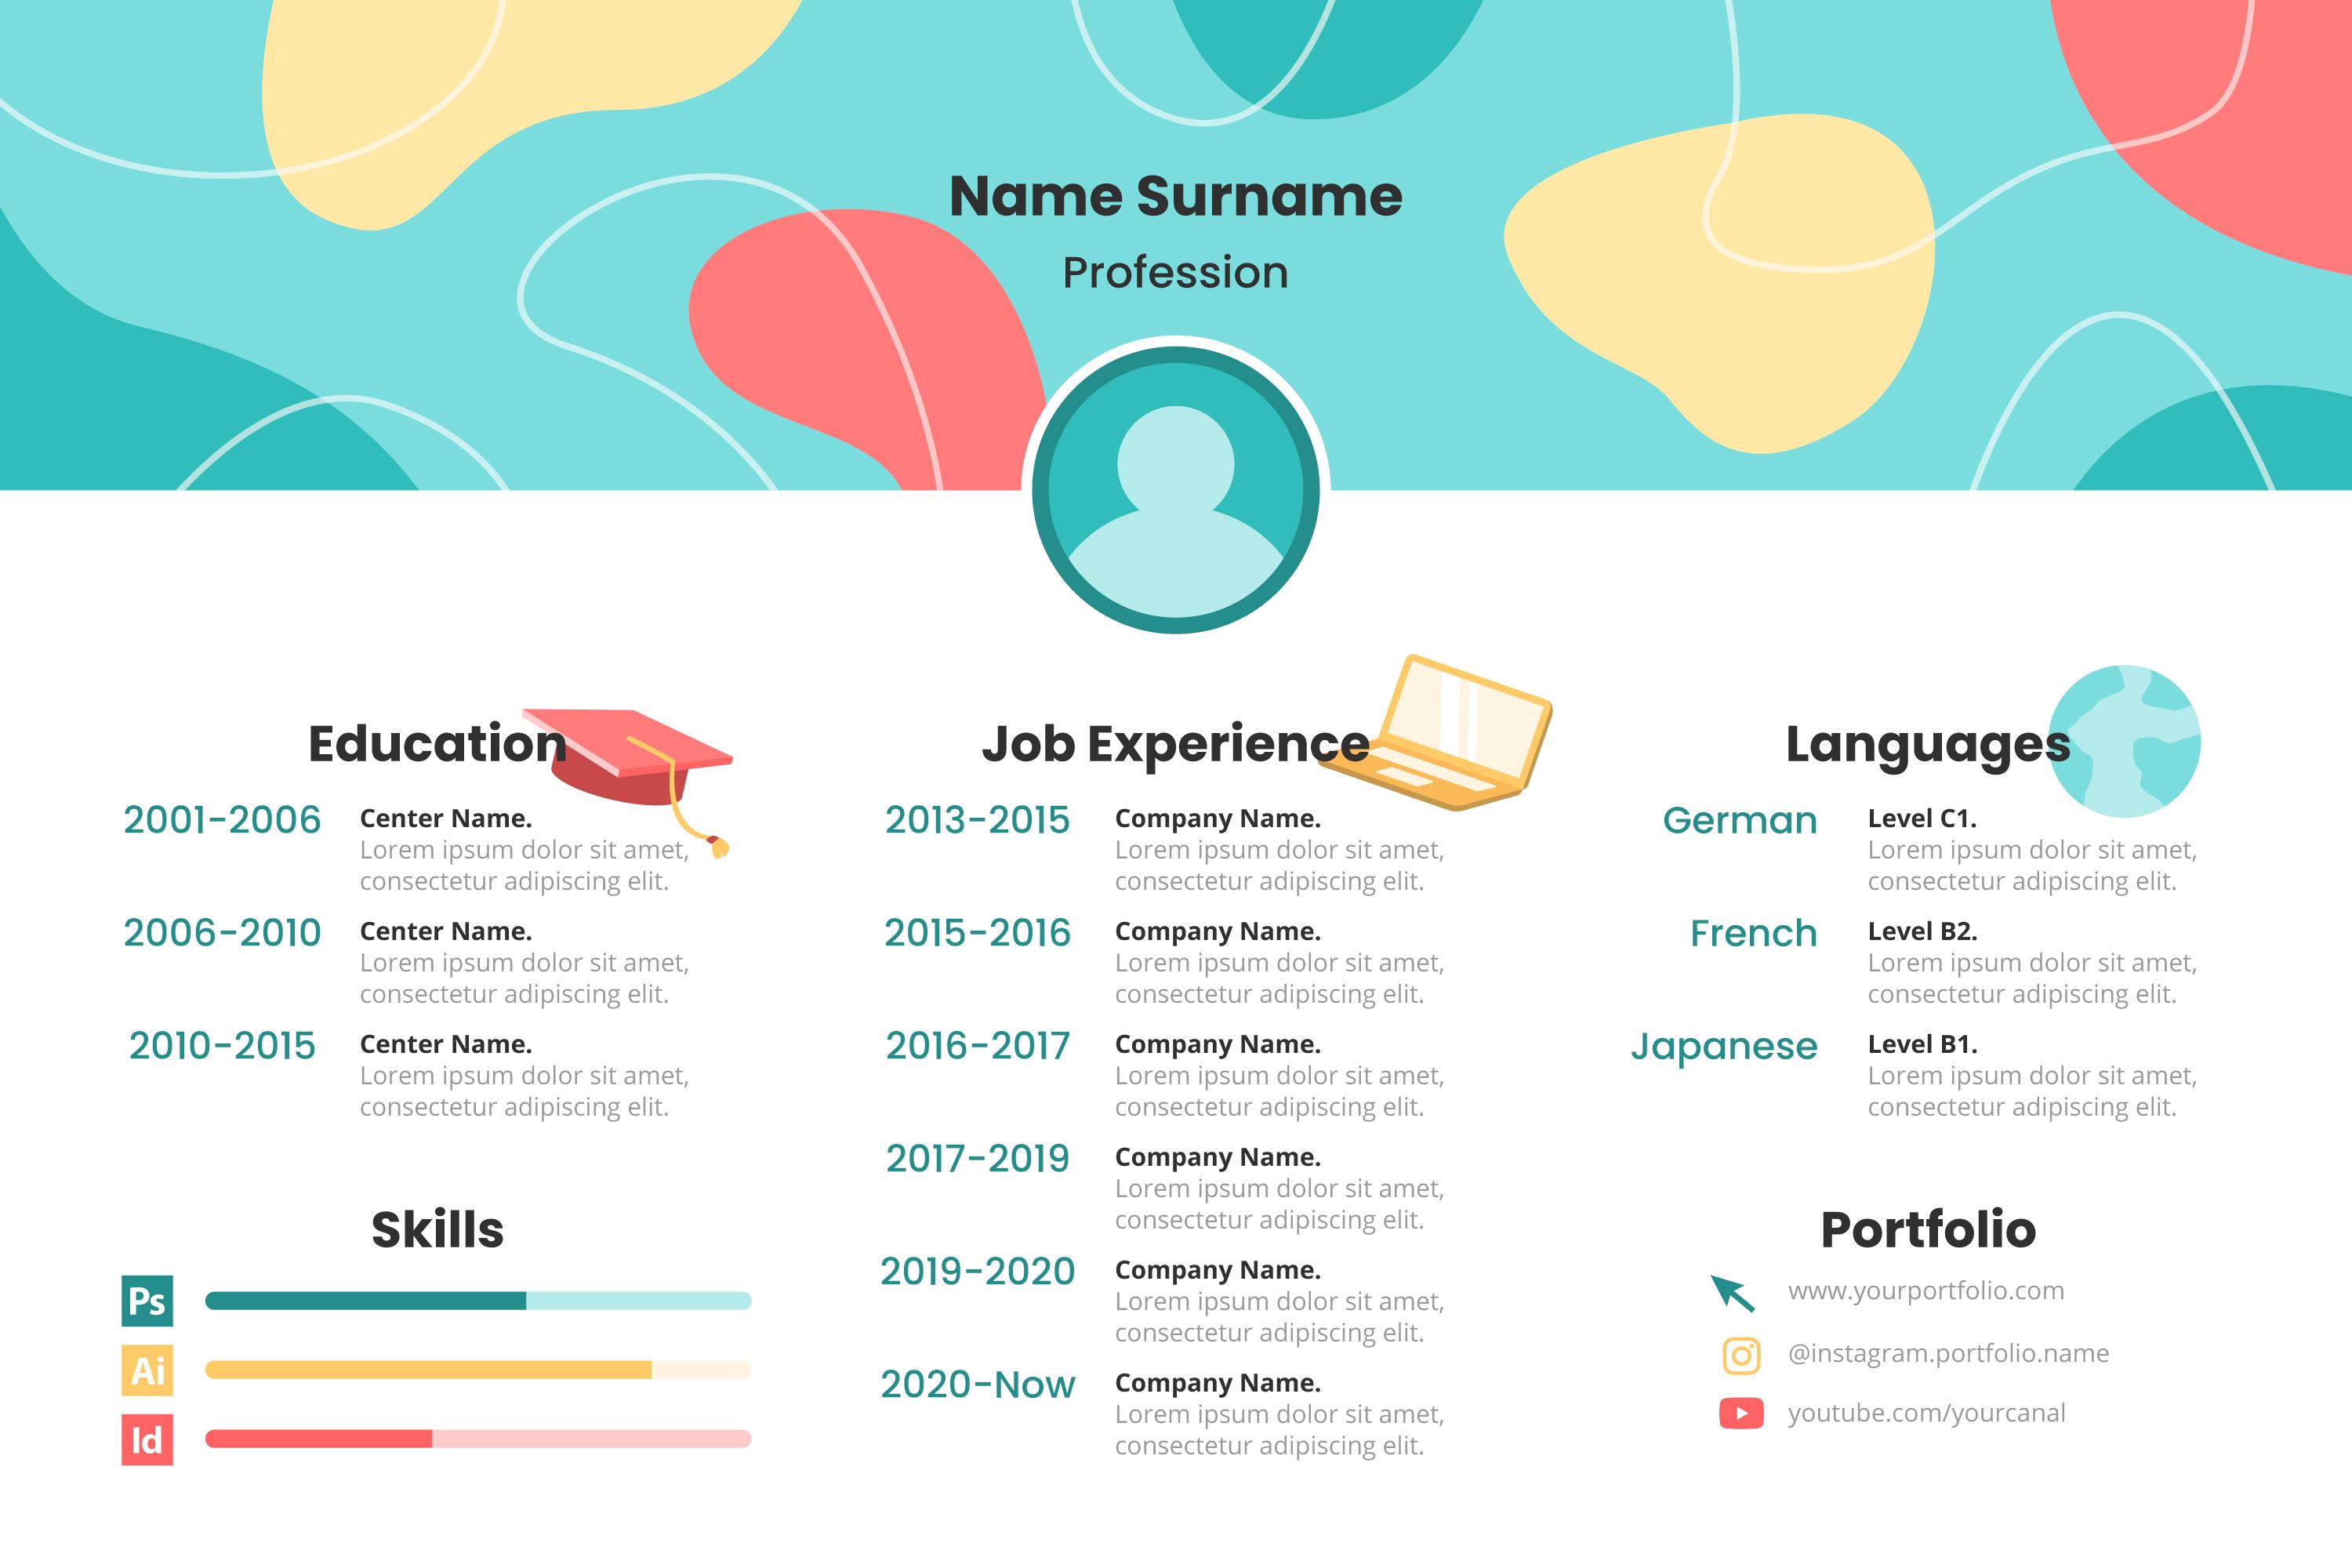 Name Surname
Profession
Education
2001-2006
Center Name.
Lorem ipsum dolor sit amet,
consectetur adipiscing elit.
2006-2010
Center Name.
Lorem ipsum dolor sit amet,
consectetur adipiscing elit.
2010-2015
Center Name.
Lorem ipsum dolor sit amet,
consectetur adipiscing elit.
Skills
Ps
Ai
Id
Job Experience
2013-2015
Company Name.
Lorem ipsum dolor sit amet,
consectetur adipiscing elit.
2015-2016
Company Name.
Lorem ipsum dolor sit amet,
consectetur adipiscing elit.
2016-2017
Company Name.
Lorem ipsum dolor sit amet,
consectetur adipiscing elit.
2017-2019
Company Name.
Lorem ipsum dolor sit amet,
consectetur adipiscing elit.
2019-2020
Company Name.
Lorem ipsum dolor sit amet,
consectetur adipiscing elit.
2020-Now
Company Name.
Lorem ipsum dolor sit amet,
consectetur adipiscing elit.
Languages
German
Level C1.
Lorem ipsum dolor sit amet,
consectetur adipiscing elit.
French
Level B2.
Lorem ipsum dolor sit amet,
consectetur adipiscing elit.
Japanese
Level B1.
Lorem ipsum dolor sit amet,
consectetur adipiscing elit.
Portfolio
www.yourportfolio.com
@instagram.portfolio.name
youtube.com/yourcanal